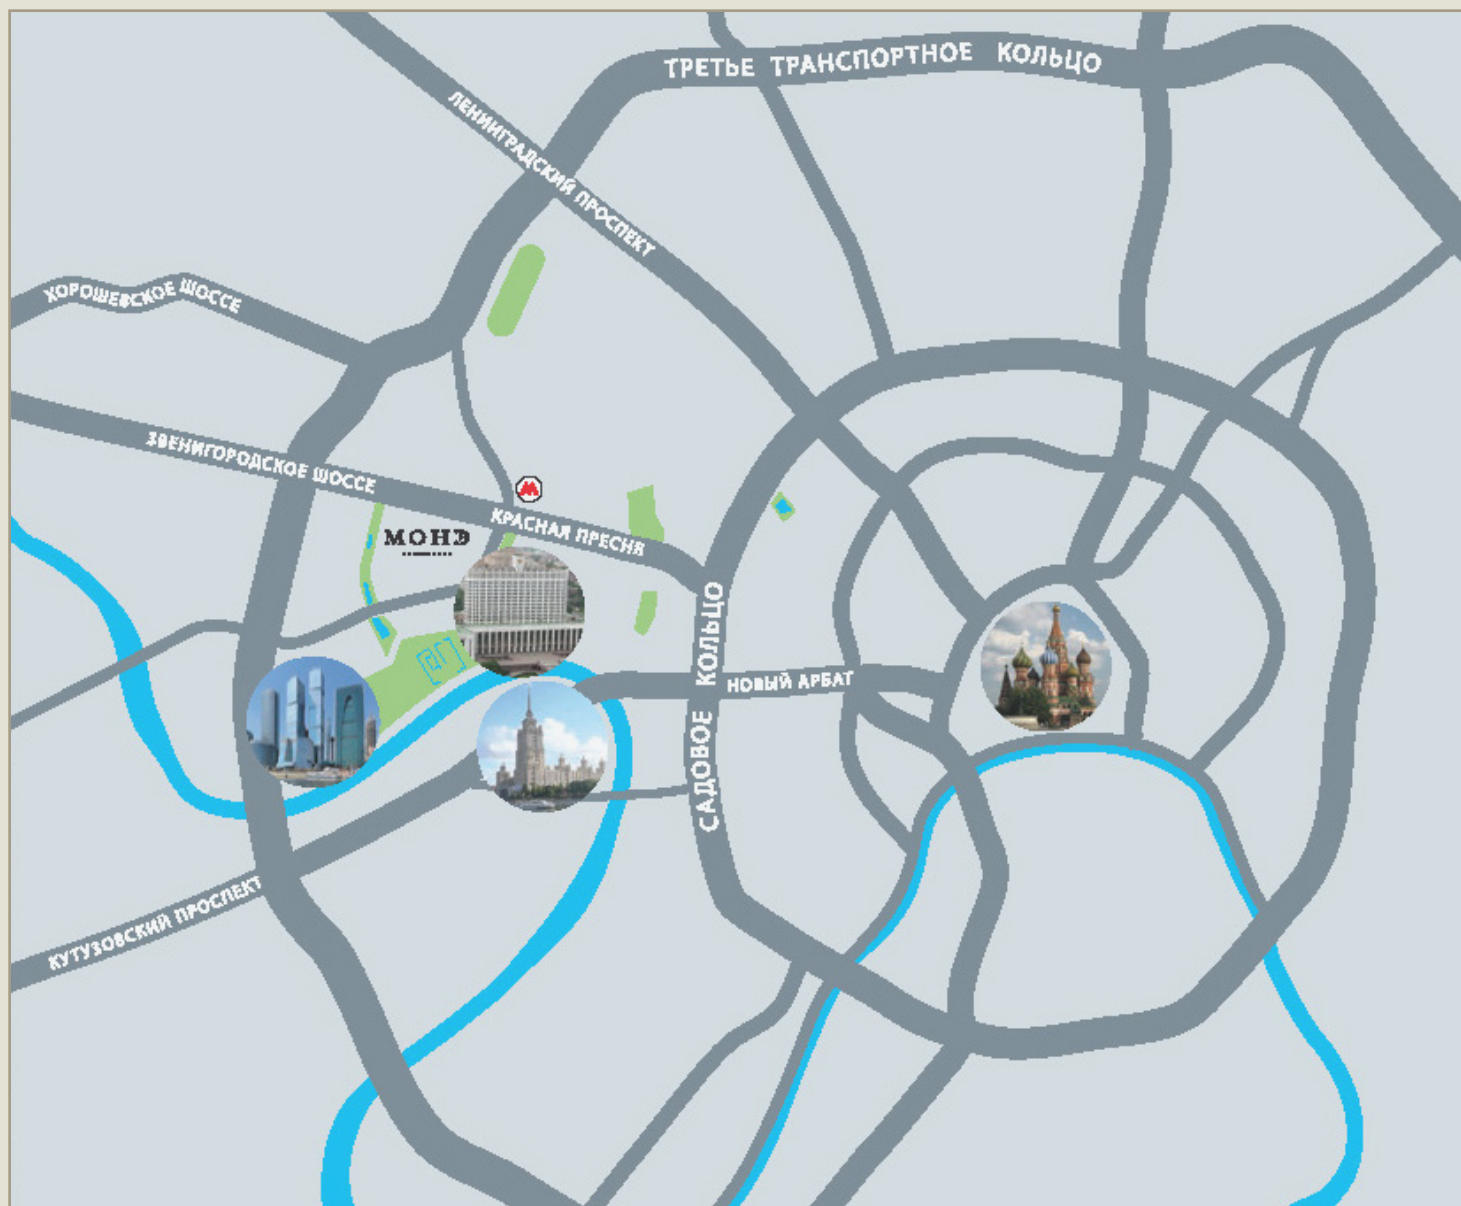 ТРЕТЬЕ ТРАНСПОРТНОЕ КОЛЬЦО
ЛЕНИНГРАДСКИЙ ПРОСПЕКТ
ХОРОШЕВСКОЕ ШОССЕ
ЗВЕНИГОРОДСКОЕ ШОССЕ
М
КРАСНАЯ ПРЕСНЯ
МОНЭ
САДОВОЕ КОЛЬЦО
НОВЫЙ АРБАТ
КУТУЗОВСКИЙ ПРОСПЕКТ